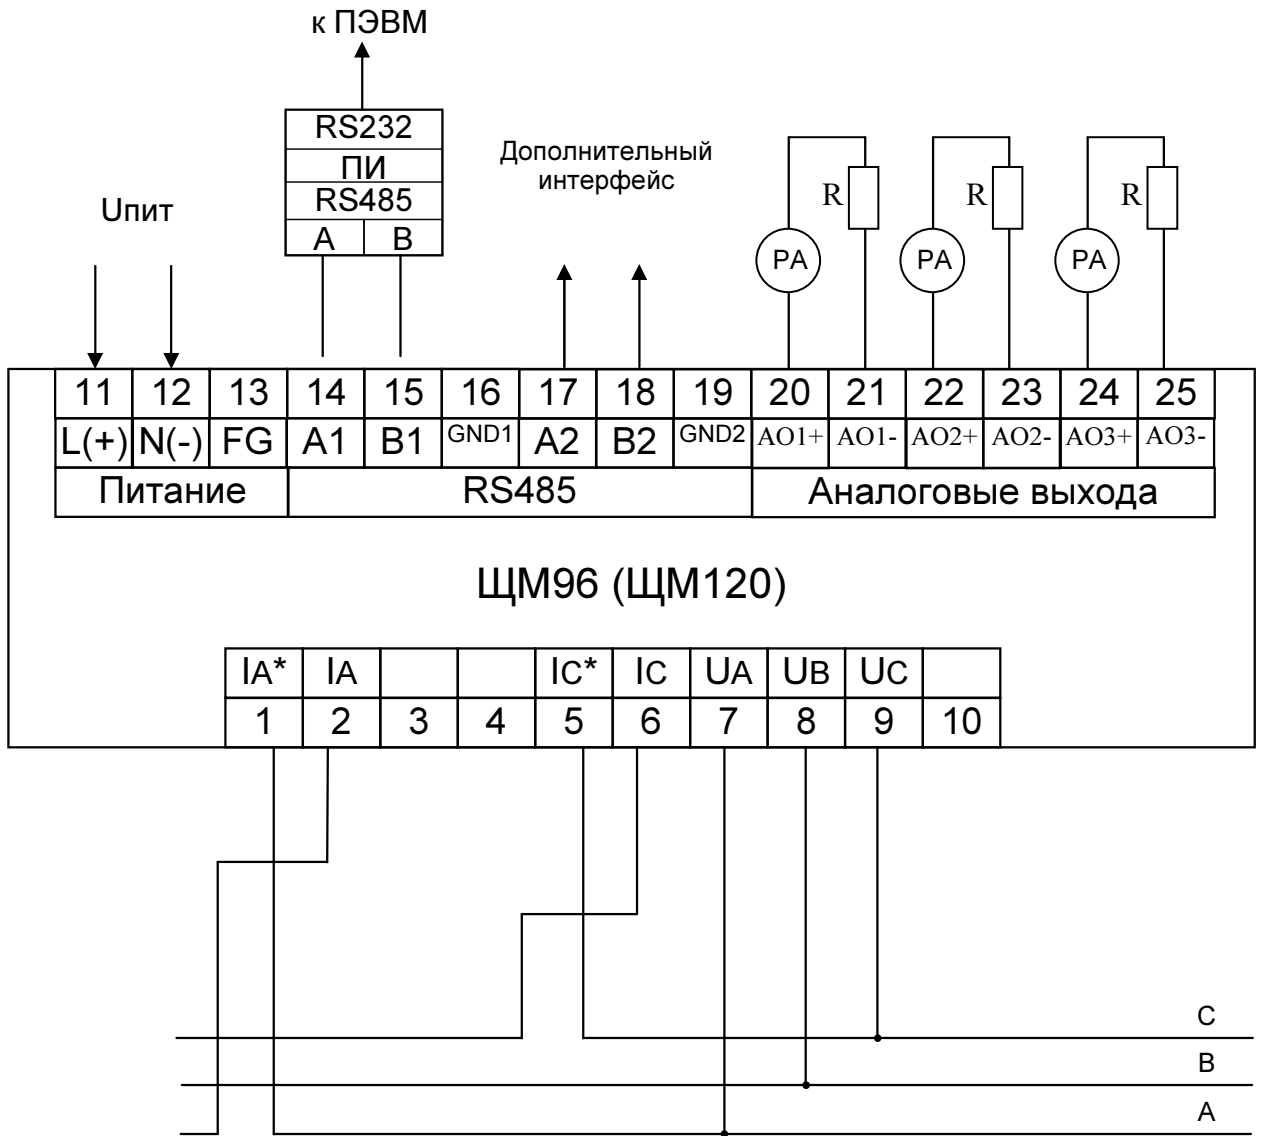 к ПЭВМ
RS232
ПИ
RS485
A B
Uпит
Дополнительный
интерфейс
R R R
PA PA PA
11 12 13 14 15 16 17 18 19 20 21 22 23 24 25
L(+) N(-) FG A1 B1 GND1 A2 B2 GND2 AO1+ AO1- AO2+ AO2- AO3+ AO3-
Питание RS485 Аналоговые выхода
ЩМ96 (ЩМ120)
IA* IA IC* IC UA UB UC
1 2 3 4 5 6 7 8 9 10
C
B
A